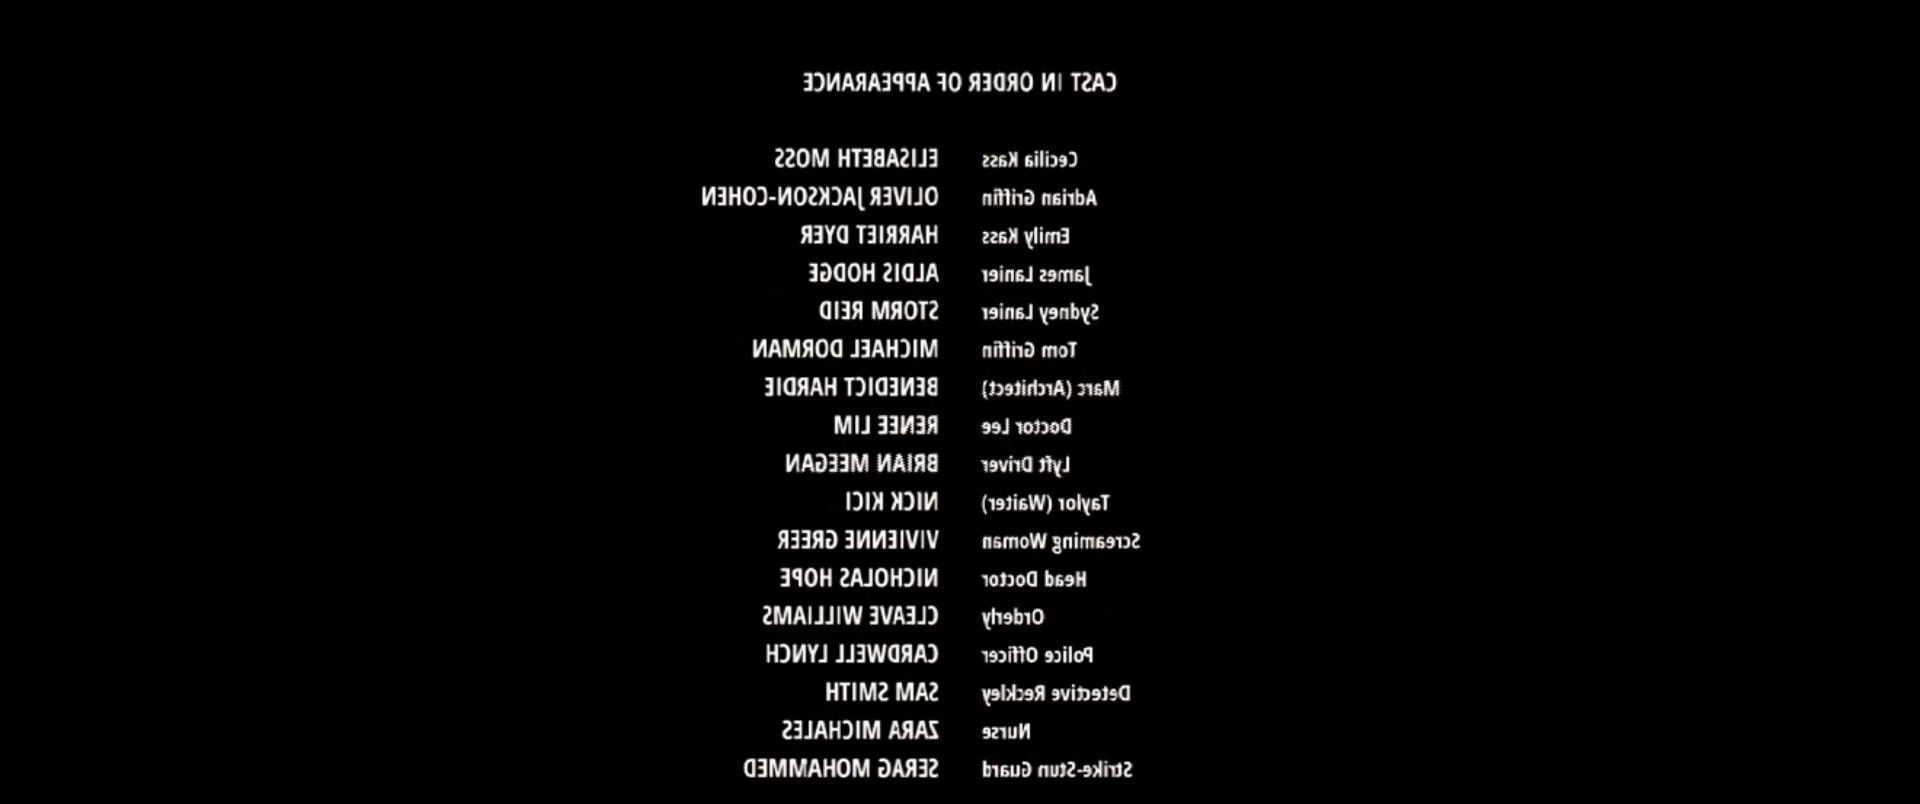 CAST IN ORDER OF APPEARANCE
Cecilia Kass ELISABETH MOSS
Adrian Griffin OLIVER JACKSON-COHEN
Emily Kass HARRIET DYER
James Lanier ALDIS HODGE
Sydney Lanier STORM REID
Tom Griffin MICHAEL DORMAN
Marc (Architect) BENEDICT HARDIE
Doctor Lee RENEE LIM
Lyft Driver BRIAN MEEGAN
Taylor (Waiter) NICK KICI
Screaming Woman VIVIENNE GREER
Head Doctor NICHOLAS HOPE
Orderly CLEAVE WILLIAMS
Police Officer CARDWELL LYNCH
Detective Reckley SAM SMITH
Nurse ZARA MICHALES
Strike-Stun Guard SERAG MOHAMMED